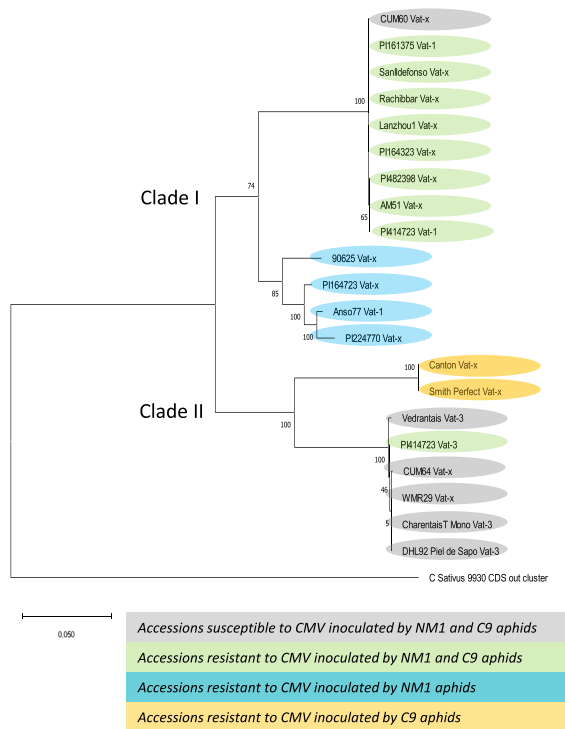 CUM60 Vat-x
PI161375 Vat-1
SanIldefonso Vat-x
Rachibbar Vat-x
100
Lanzhou1 Vat-x
PI164323 Vat-x
PI482398 Vat-x
74
Clade I
AM51 Vat-x
65
PI414723 Vat-1
90625 Vat-x
PI164723 Vat-x
85
Anso77 Vat-1
100
PI224770 Vat-x
100
Canton Vat-x
100
Smith Perfect Vat-x
Clade II
Vedrantais Vat-3
100
PI414723 Vat-3
100
CUM64 Vat-x
46
WMR29 Vat-x
5
CharentaisT Mono Vat-3
DHL92 Piel de Sapo Vat-3
C Sativus 9930 CDS out cluster
0.050
Accessions susceptible to CMV inoculated by NM1 and C9 aphids
Accessions resistant to CMV inoculated by NM1 and C9 aphids
Accessions resistant to CMV inoculated by NM1 aphids
Accessions resistant to CMV inoculated by C9 aphids